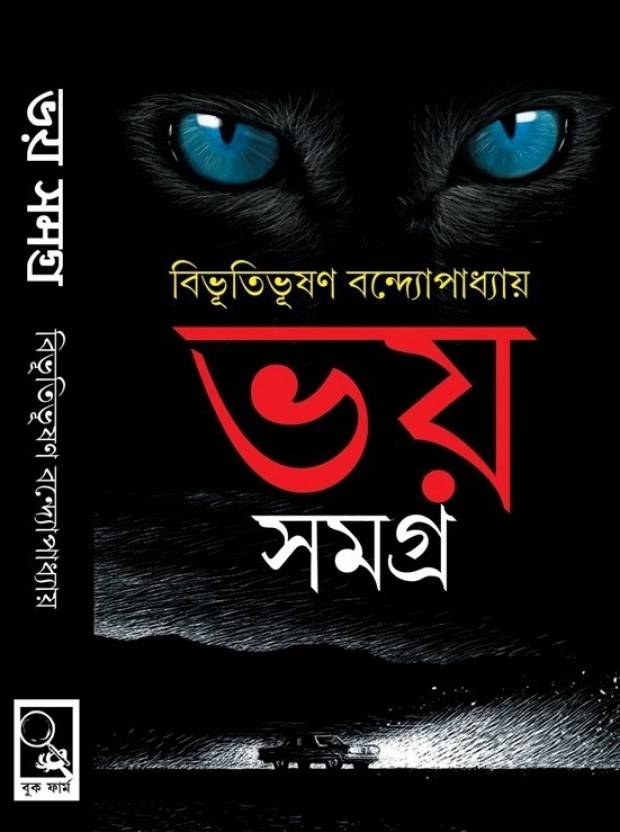 ভয় সমগ্র
বিভূতিভূষণ বন্দ্যোপাধ্যায়
বুক ফার্ম
বিভূতিভূষণ বন্দ্যোপাধ্যায়
ভয়
সমগ্র